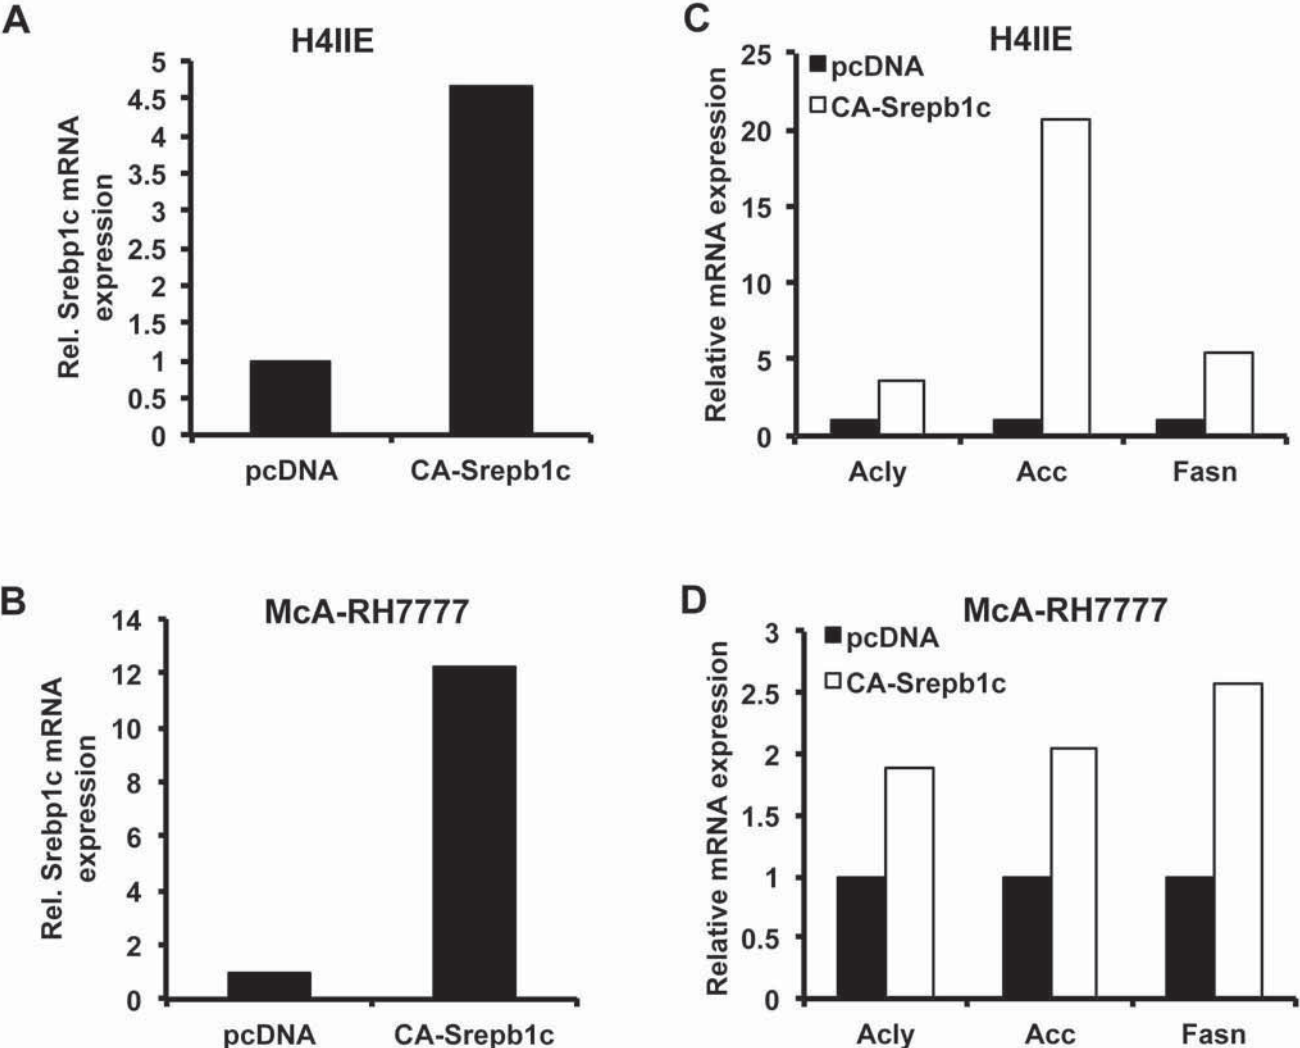 A
H4IIE
Rel. Srebp1c mRNA
expression
5
4.5
4
3.5
3
2.5
2
1.5
1
0.5
0
pcDNA
CA-Srepb1c
C
H4IIE
Relative mRNA expression
25
20
15
10
5
0
pcDNA
CA-Srepb1c
Acly
Acc
Fasn
B
McA-RH7777
Rel. Srebp1c mRNA
expression
14
12
10
8
6
4
2
0
pcDNA
CA-Srepb1c
D
McA-RH7777
Relative mRNA expression
3
2.5
2
1.5
1
0.5
0
pcDNA
CA-Srepb1c
Acly
Acc
Fasn